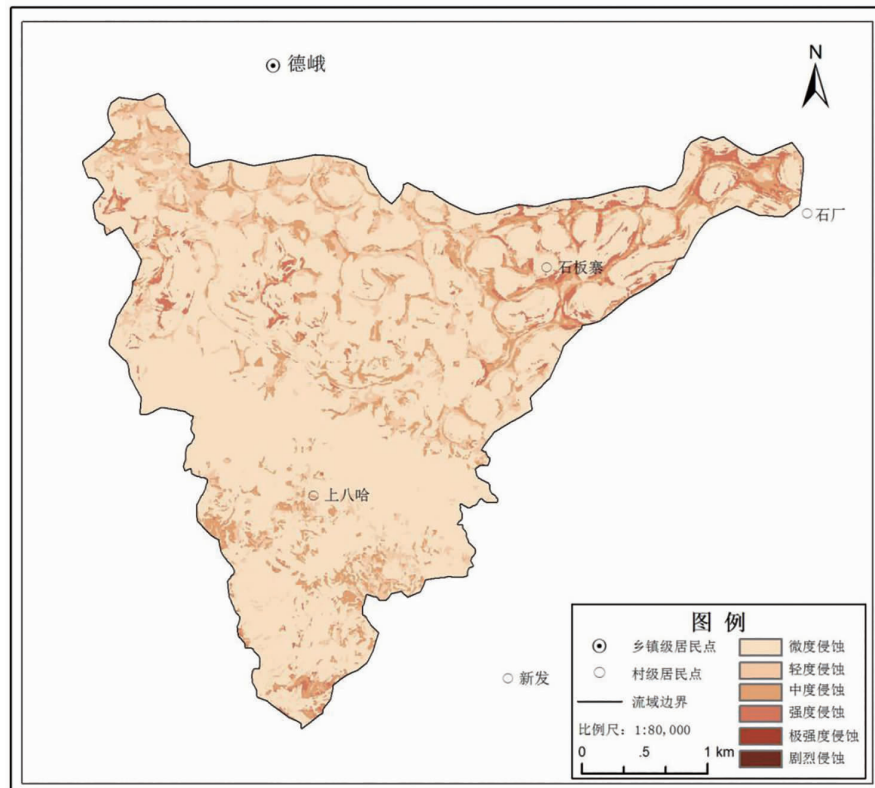 德峨
N
石厂
石板寨
上八哈
新发
图 例
乡镇级居民点
村级居民点
流域边界
比例尺：1:80,000
0 .5 1 km
微度侵蚀
轻度侵蚀
中度侵蚀
强度侵蚀
极强度侵蚀
剧烈侵蚀